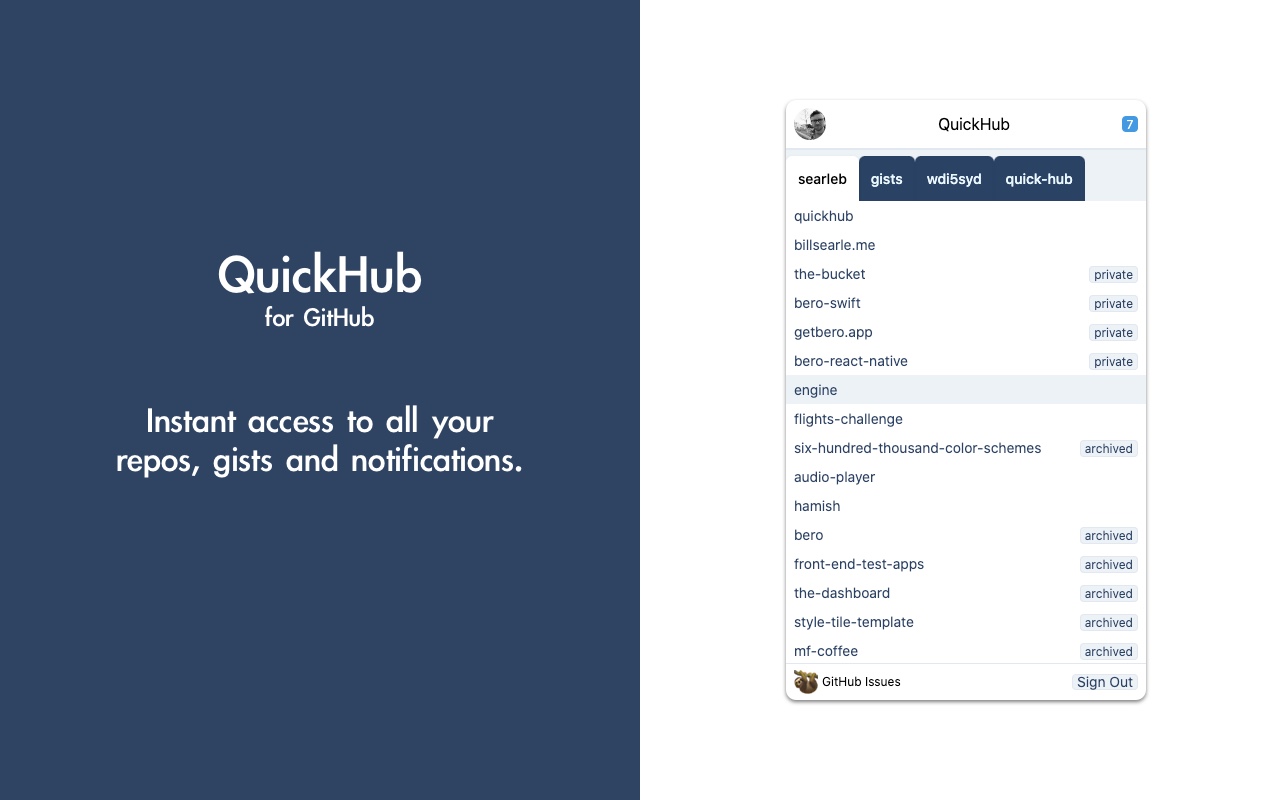 QuickHub
for GitHub
Instant access to all your
repos, gists and notifications.
QuickHub 7
searleb gists wdi5syd quick-hub
quickhub
billsearle.me
the-bucket private
bero-swift private
getbero.app private
bero-react-native private
engine
flights-challenge
six-hundred-thousand-color-schemes archived
audio-player
hamish
bero archived
front-end-test-apps archived
the-dashboard archived
style-tile-template archived
mf-coffee archived
GitHub Issues Sign Out